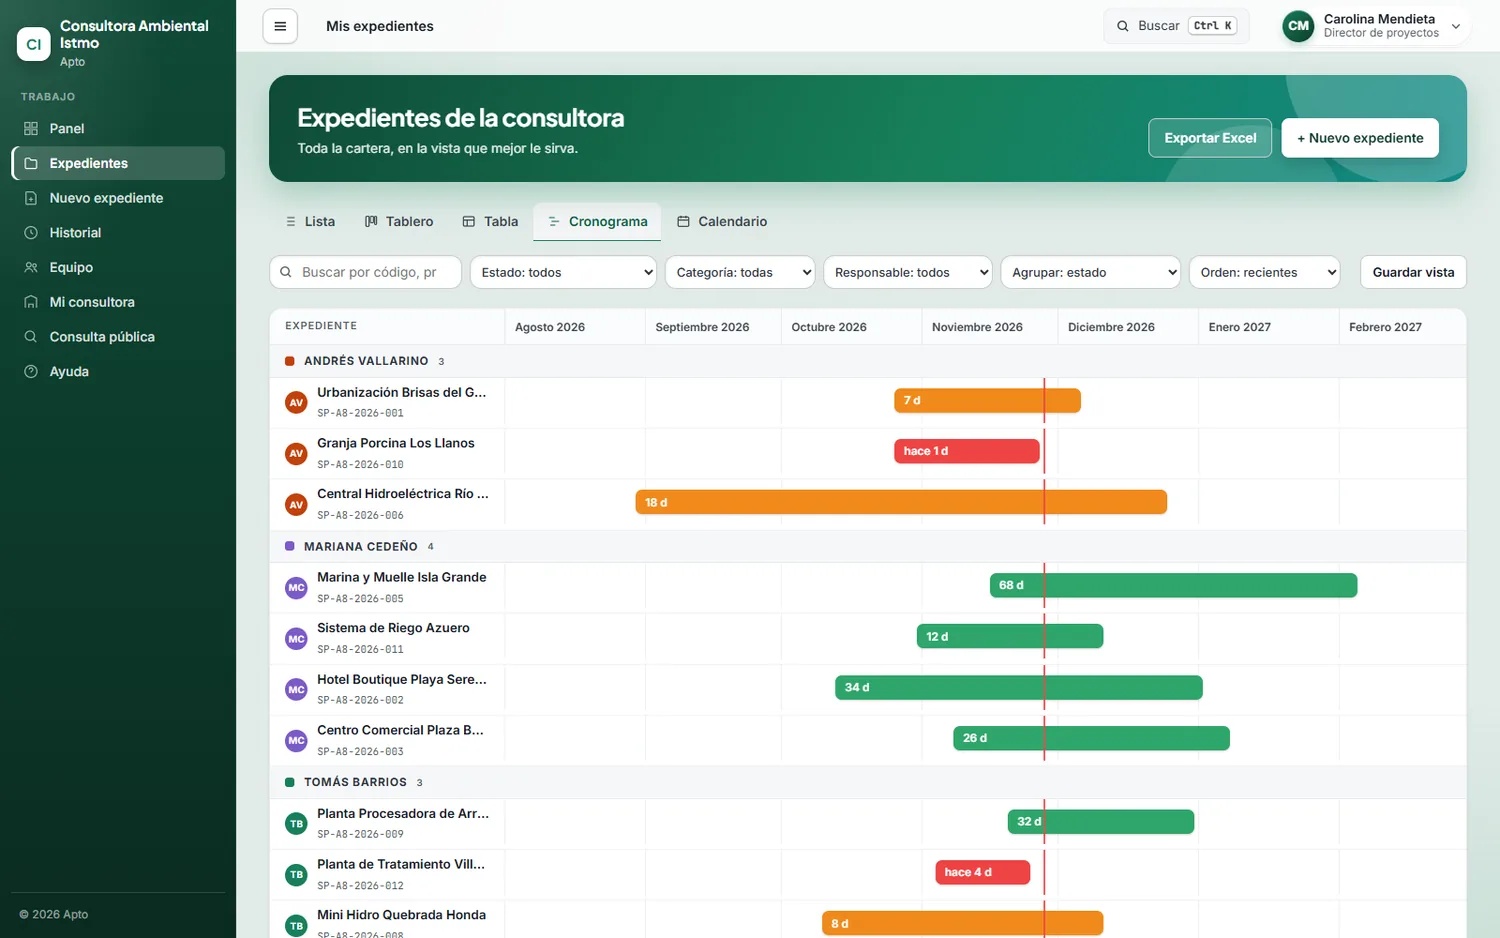 CI
Consultora Ambiental
Istmo
Apto
TRABAJO
Panel
Expedientes
Nuevo expediente
Historial
Equipo
Mi consultora
Consulta pública
Ayuda
© 2026 Apto
Mis expedientes
Buscar Ctrl K
CM
Carolina Mendieta
Director de proyectos
Expedientes de la consultora
Toda la cartera, en la vista que mejor le sirva.
Exportar Excel
+ Nuevo expediente
Lista
Tablero
Tabla
Cronograma
Calendario
Buscar por código, pr
Estado: todos
Categoría: todas
Responsable: todos
Agrupar: estado
Orden: recientes
Guardar vista
EXPEDIENTE
Agosto 2026
Septiembre 2026
Octubre 2026
Noviembre 2026
Diciembre 2026
Enero 2027
Febrero 2027
ANDRÉS VALLARINO 3
AV
Urbanización Brisas del G...
SP-A8-2026-001
7 d
AV
Granja Porcina Los Llanos
SP-A8-2026-010
hace 1 d
AV
Central Hidroeléctrica Río ...
SP-A8-2026-006
18 d
MARIANA CEDEÑO 4
MC
Marina y Muelle Isla Grande
SP-A8-2026-005
68 d
MC
Sistema de Riego Azuero
SP-A8-2026-011
12 d
MC
Hotel Boutique Playa Sere...
SP-A8-2026-002
34 d
MC
Centro Comercial Plaza B...
SP-A8-2026-003
26 d
TOMÁS BARRIOS 3
TB
Planta Procesadora de Arr...
SP-A8-2026-009
32 d
TB
Planta de Tratamiento Vill...
SP-A8-2026-012
hace 4 d
TB
Mini Hidro Quebrada Honda
SP-A8-2026-008
8 d